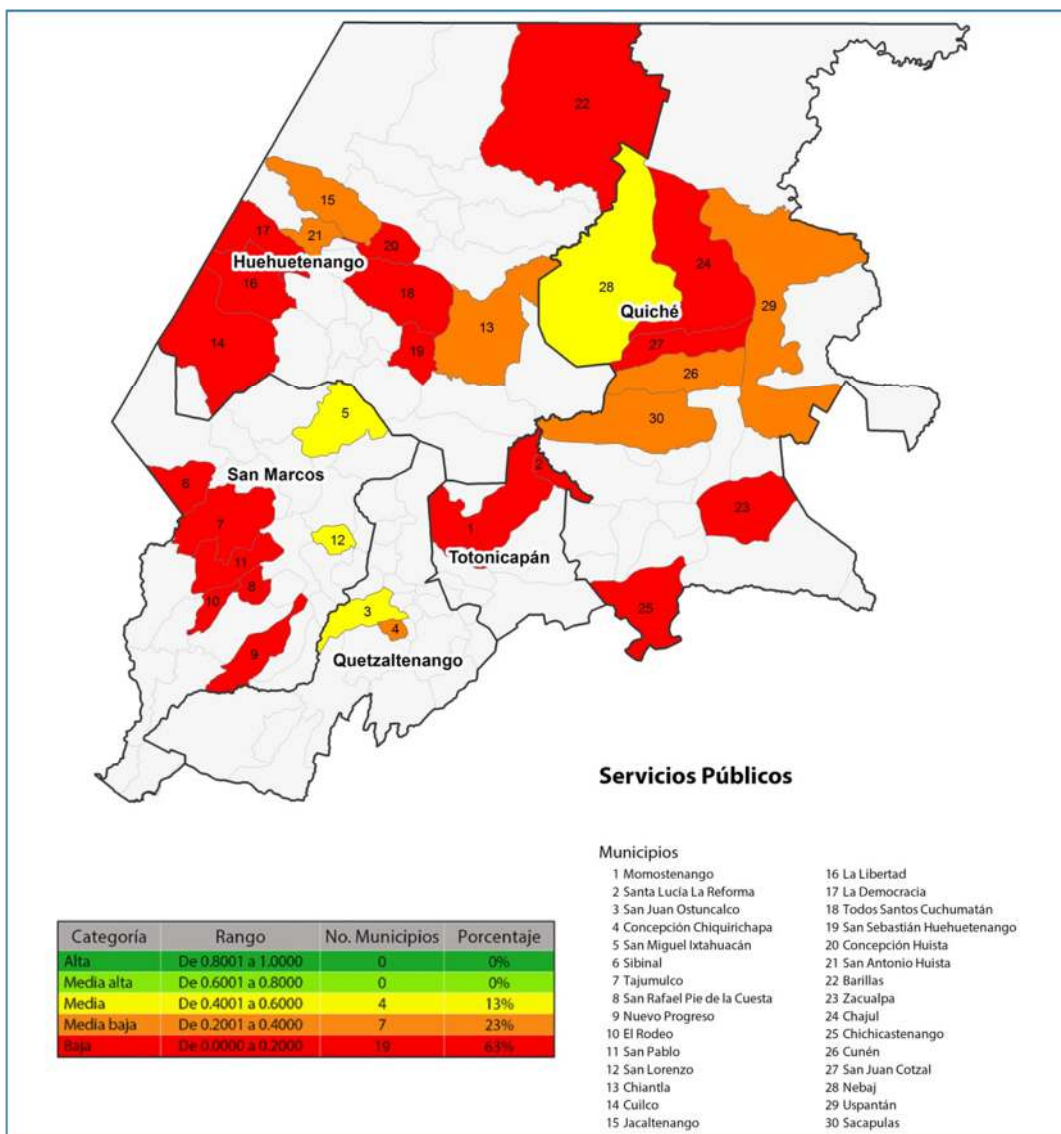 22
15
17
21
20
Huehuetenango
16
18
24
28
29
Quiché
13
14
27
19
26
5
30
San Marcos
2
6
23
7
1
12
Totonicapán
11
8
10
25
3
4
9
Quetzaltenango
Servicios Públicos
Municipios
1 Momostenango
2 Santa Lucía La Reforma
3 San Juan Ostuncalco
4 Concepción Chiquirichapa
5 San Miguel Ixtahuacán
6 Sibinal
7 Tajumulco
8 San Rafael Pie de la Cuesta
9 Nuevo Progreso
10 El Rodeo
11 San Pablo
12 San Lorenzo
13 Chiantla
14 Cuilco
15 Jacaltenango
16 La Libertad
17 La Democracia
18 Todos Santos Cuchumatán
19 San Sebastián Huehuetenango
20 Concepción Huista
21 San Antonio Huista
22 Barillas
23 Zacualpa
24 Chajul
25 Chichicastenango
26 Cunén
27 San Juan Cotzal
28 Nebaj
29 Uspantán
30 Sacapulas
Categoría Rango No. Municipios Porcentaje
Alta De 0.8001 a 1.0000 0 0%
Media alta De 0.6001 a 0.8000 0 0%
Media De 0.4001 a 0.6000 4 13%
Media baja De 0.2001 a 0.4000 7 23%
Baja De 0.0000 a 0.2000 19 63%